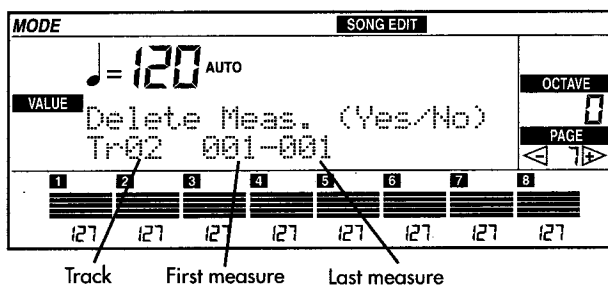 MODE SONG EDIT
♩=120 AUTO
OCTAVE
0
VALUE
Delete Meas. (Yes/No)
Tr02 001-001
PAGE
- 7 +
1 2 3 4 5 6 7 8
127 127 127 127 127 127 127 127
Track First measure Last measure